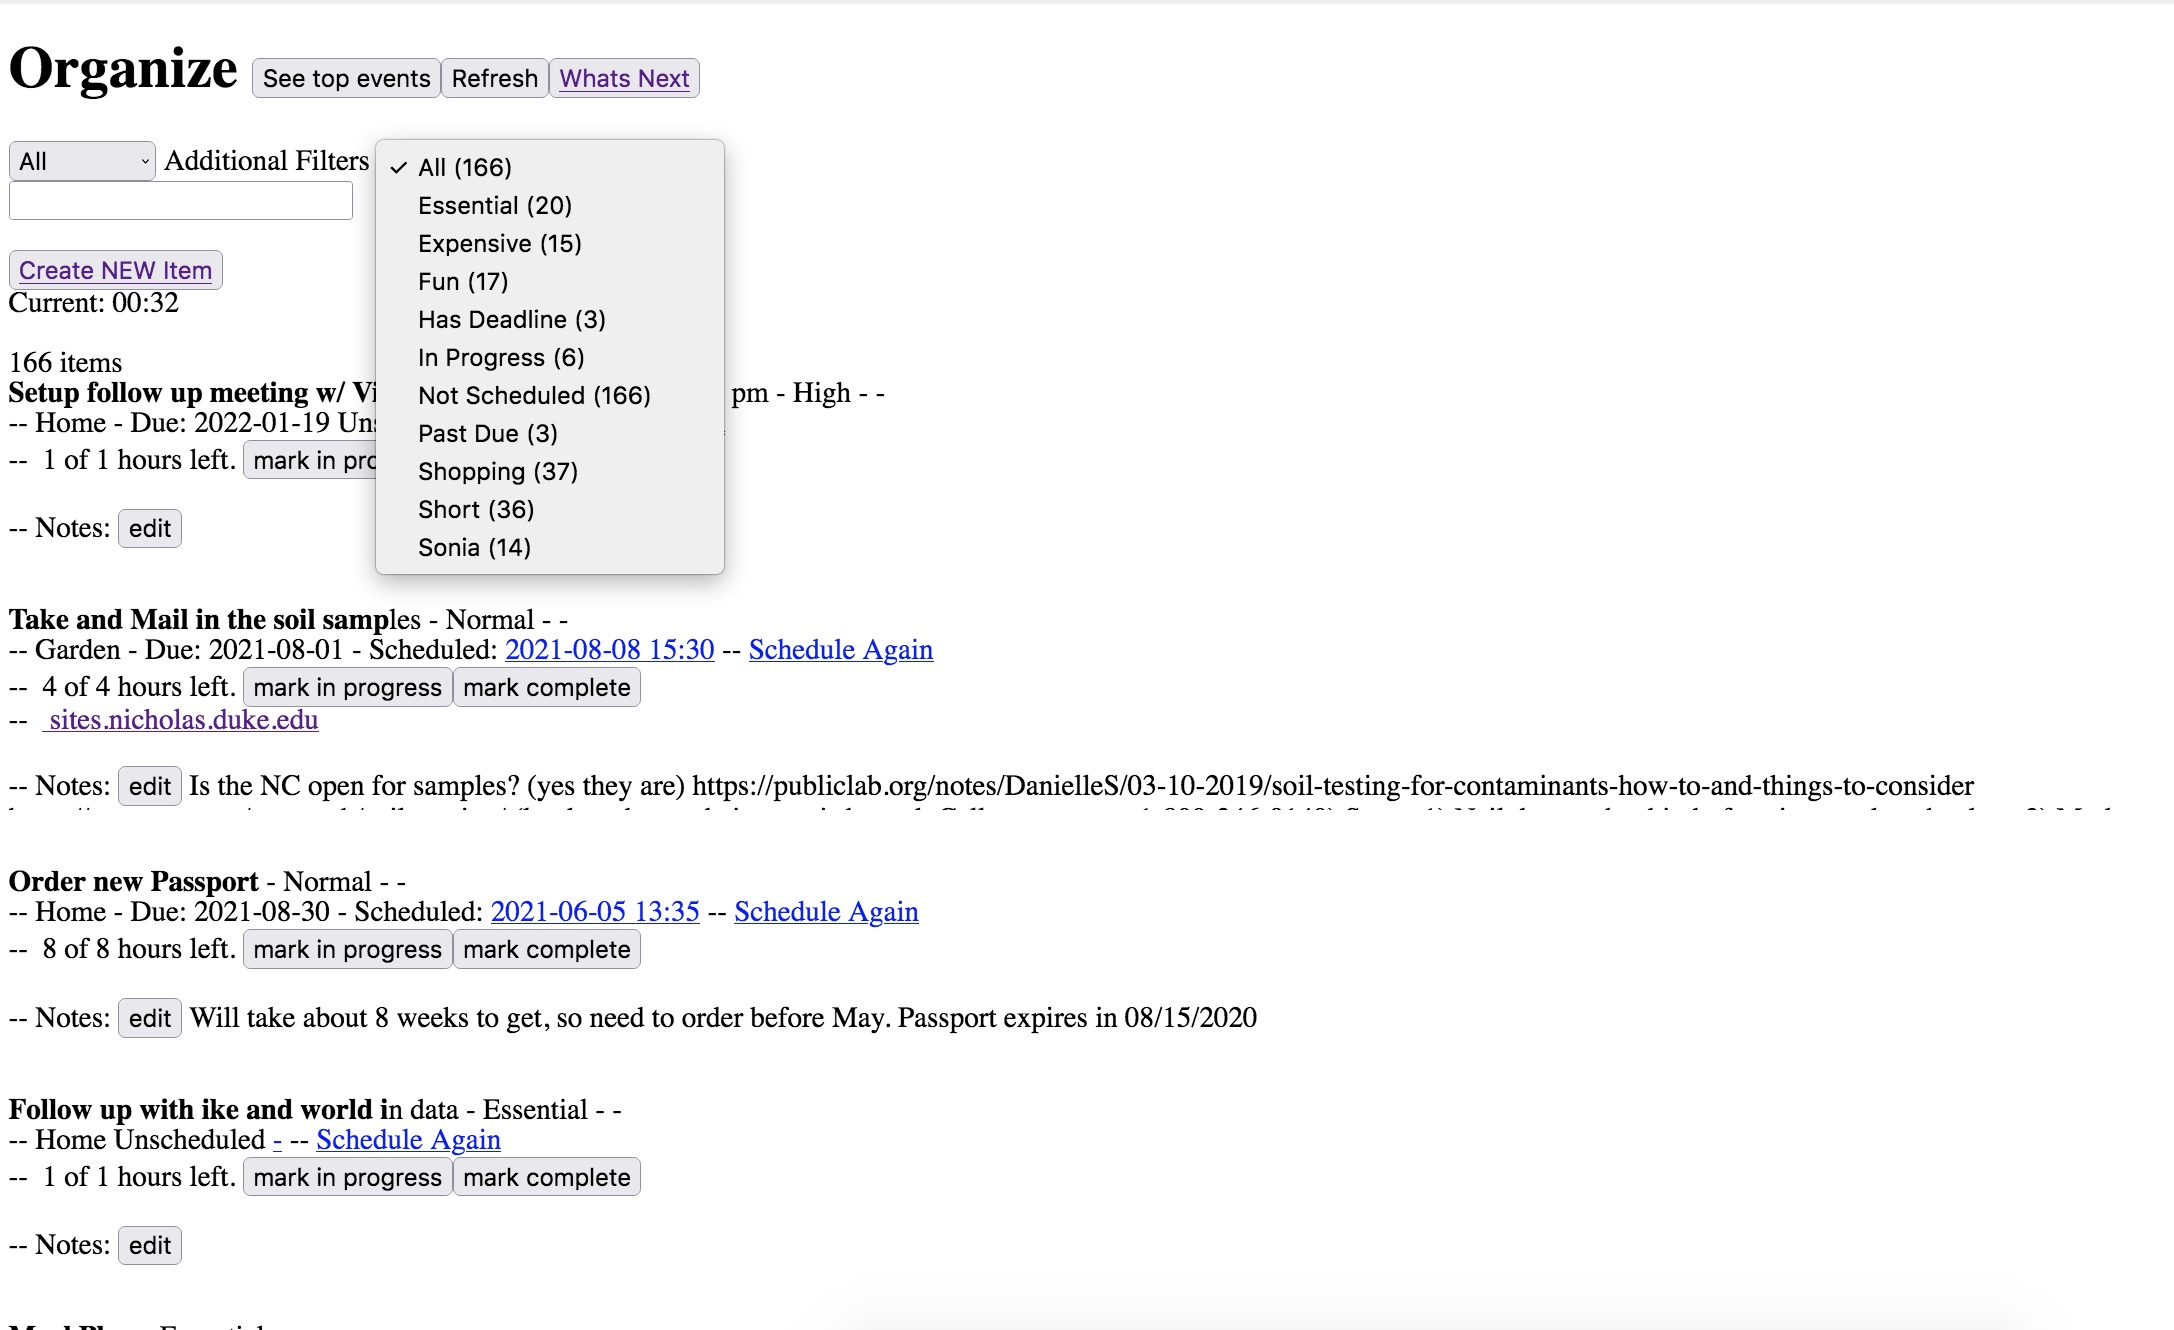 Organize See top events Refresh Whats Next
All Additional Filters
✓ All (166)
Essential (20)
Expensive (15)
Fun (17)
Has Deadline (3)
In Progress (6)
Not Scheduled (166)
Past Due (3)
Shopping (37)
Short (36)
Sonia (14)
Create NEW Item
Current: 00:32
166 items
Setup follow up meeting w/ pm - High - -
-- Home - Due: 2022-01-19
-- 1 of 1 hours left. mark in
-- Notes: edit
Take and Mail in the soil samples - Normal - -
-- Garden - Due: 2021-08-01 - Scheduled: 2021-08-08 15:30 -- Schedule Again
-- 4 of 4 hours left. mark in progress mark complete
-- sites.nicholas.duke.edu
-- Notes: edit Is the NC open for samples? (yes they are) https://publiclab.org/notes/DanielleS/03-10-2019/soil-testing-for-contaminants-how-to-and-things-to-consider
Order new Passport - Normal - -
-- Home - Due: 2021-08-30 - Scheduled: 2021-06-05 13:35 -- Schedule Again
-- 8 of 8 hours left. mark in progress mark complete
-- Notes: edit Will take about 8 weeks to get, so need to order before May. Passport expires in 08/15/2020
Follow up with ike and world in data - Essential - -
-- Home Unscheduled - -- Schedule Again
-- 1 of 1 hours left. mark in progress mark complete
-- Notes: edit